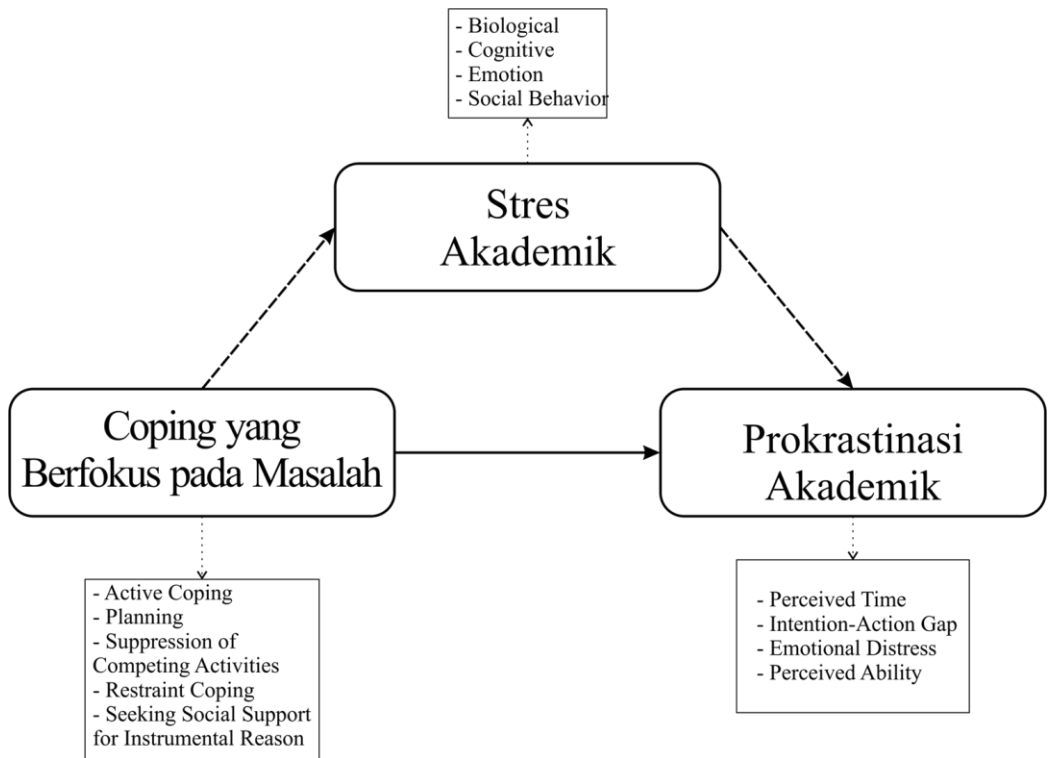 - Biological
- Cognitive
- Emotion
- Social Behavior
Stres
Akademik
Coping yang
Berfokus pada Masalah
Prokrastinasi
Akademik
- Active Coping
- Planning
- Suppression of
Competing Activities
- Restraint Coping
- Seeking Social Support
for Instrumental Reason
- Perceived Time
- Intention-Action Gap
- Emotional Distress
- Perceived Ability